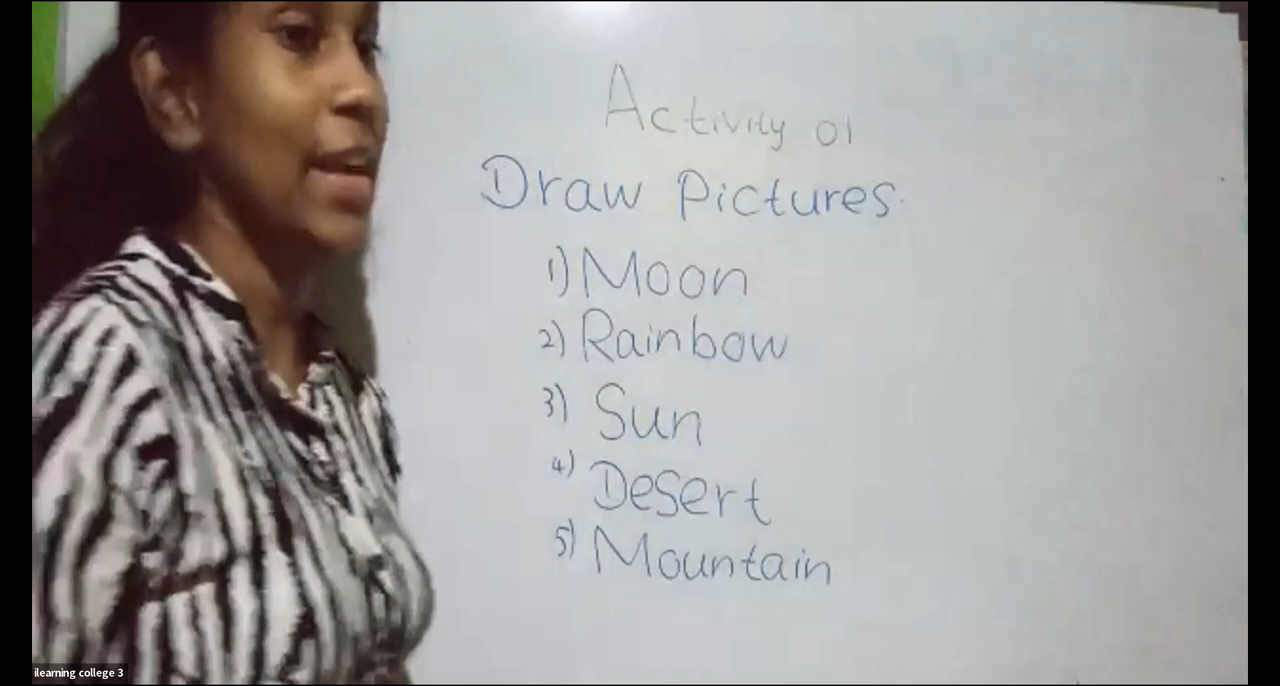 Activity 01
Draw Pictures.
1) Moon
2) Rainbow
3) Sun
4) Desert
5) Mountain
ilearning college 3